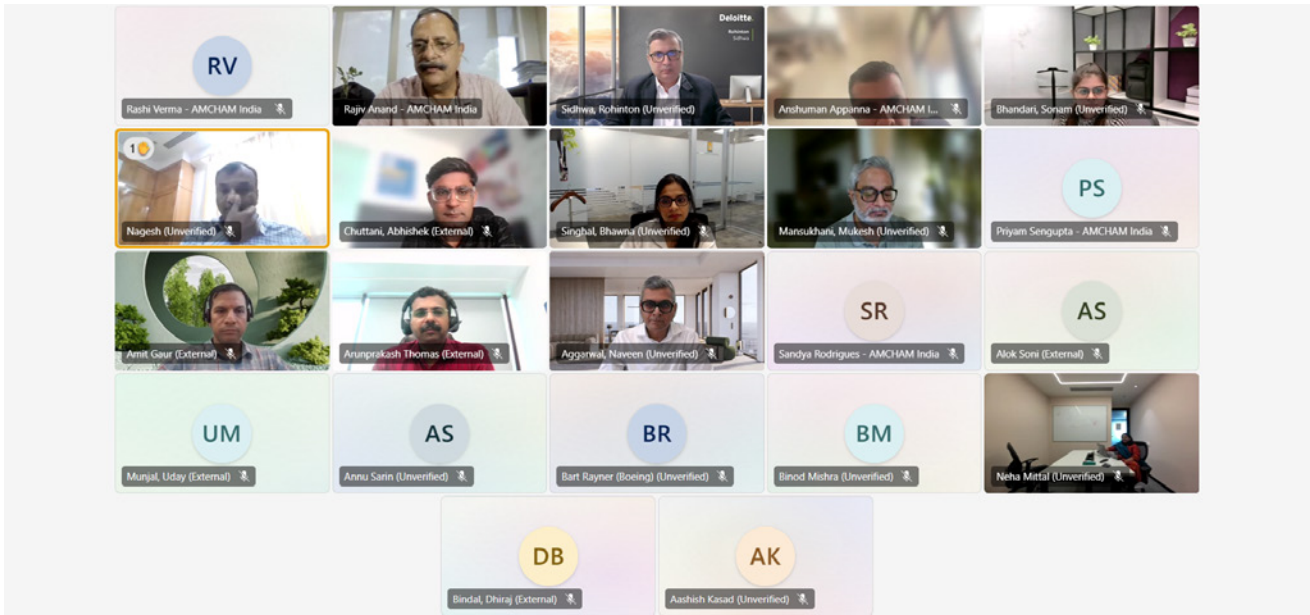 RV
Rashi Verma - AMCHAM India
Rajiv Anand - AMCHAM India
Deloitte.
Rohinton
Sidhwa
Sidhwa, Rohinton (Unverified)
Anshuman Appanna - AMCHAM I...
Bhandari, Sonam (Unverified)
1
Nagesh (Unverified)
Chuttani, Abhishek (External)
Singhal, Bhawna (Unverified)
Mansukhani, Mukesh (Unverified)
PS
Priyam Sengupta - AMCHAM India
Amit Gaur (External)
Arunprakash Thomas (External)
Aggarwal, Naveen (Unverified)
SR
Sandya Rodrigues - AMCHAM India
AS
Alok Soni (External)
UM
Munjal, Uday (External)
AS
Annu Sarin (Unverified)
BR
Bart Rayner (Boeing) (Unverified)
BM
Binod Mishra (Unverified)
Neha Mittal (Unverified)
DB
Bindal, Dhiraj (External)
AK
Aashish Kasad (Unverified)